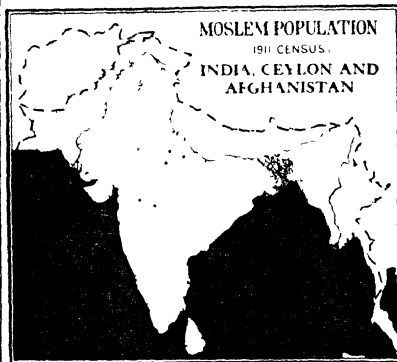 MOSLEM POPULATION
1911 CENSUS.
INDIA, CEYLON AND
AFGHANISTAN